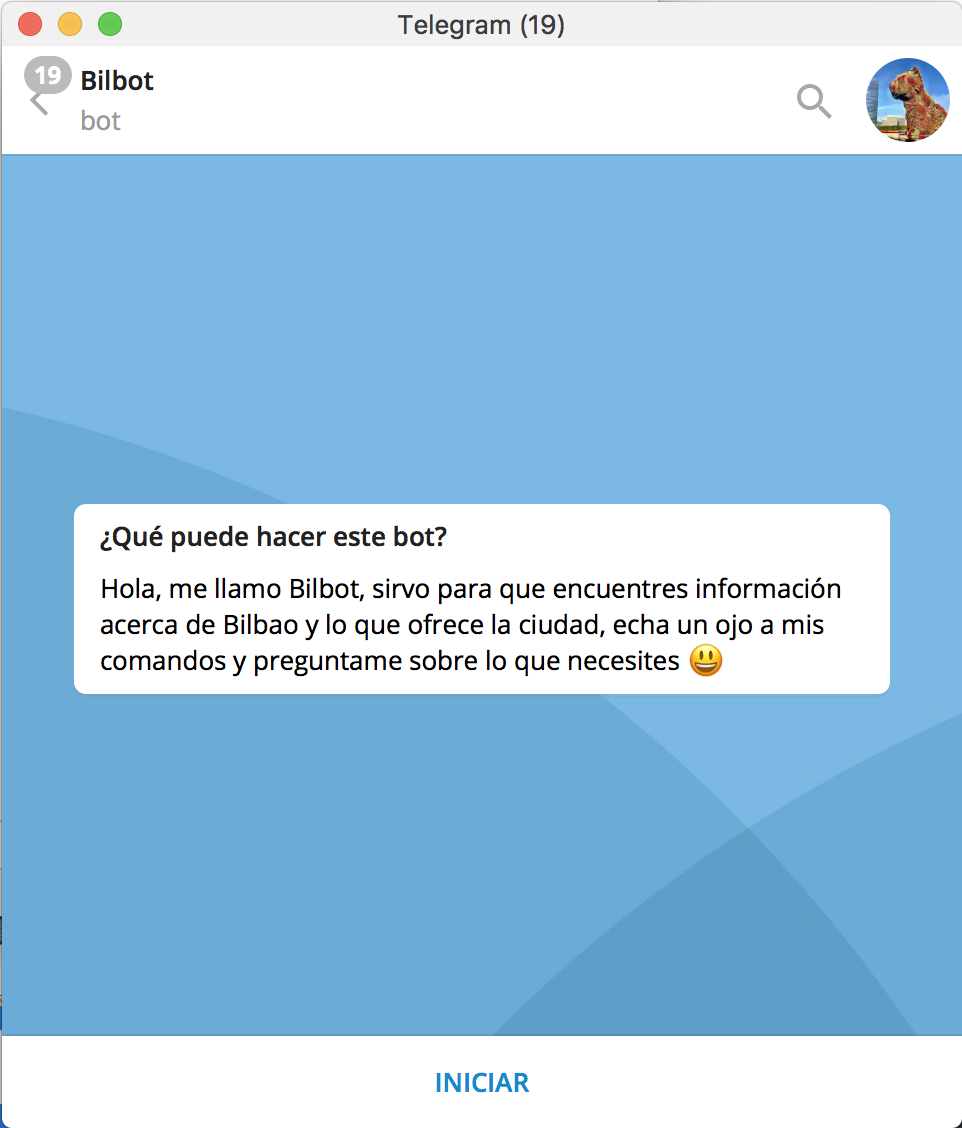 Telegram (19)
19
Bilbot
bot
¿Qué puede hacer este bot?
Hola, me llamo Bilbot, sirvo para que encuentres información
acerca de Bilbao y lo que ofrece la ciudad, echa un ojo a mis
comandos y preguntame sobre lo que necesites 😃
INICIAR